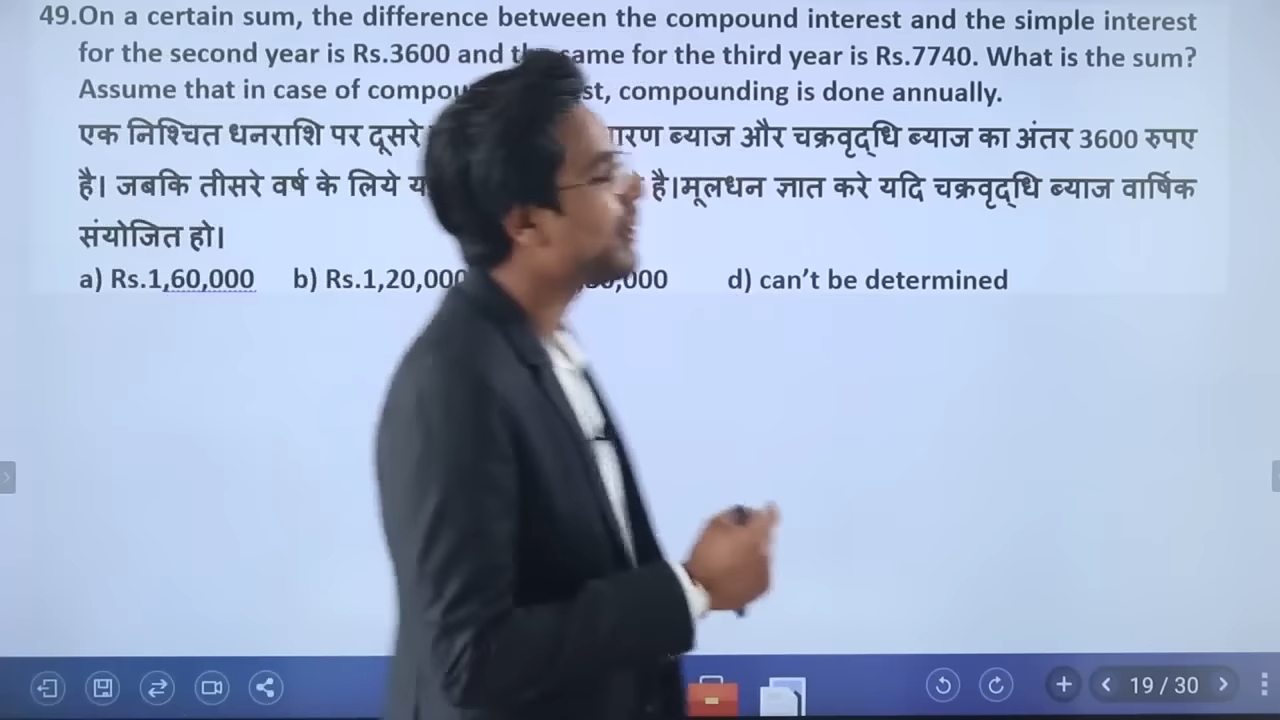 49.On a certain sum, the difference between the compound interest and the simple interest
for the second year is Rs.3600 and same for the third year is Rs.7740. What is the sum?
Assume that in case of compounding is done annually.
एक निश्चित धनराशि पर दूसरे ब्याज और चक्रवृद्धि ब्याज का अंतर 3600 रुपए
है। जबकि तीसरे वर्ष के लिये है।मूलधन ज्ञात करे यदि चक्रवृद्धि ब्याज वार्षिक
संयोजित हो।
a) Rs.1,60,000 b) Rs.1,20,000 d) can't be determined
19 / 30